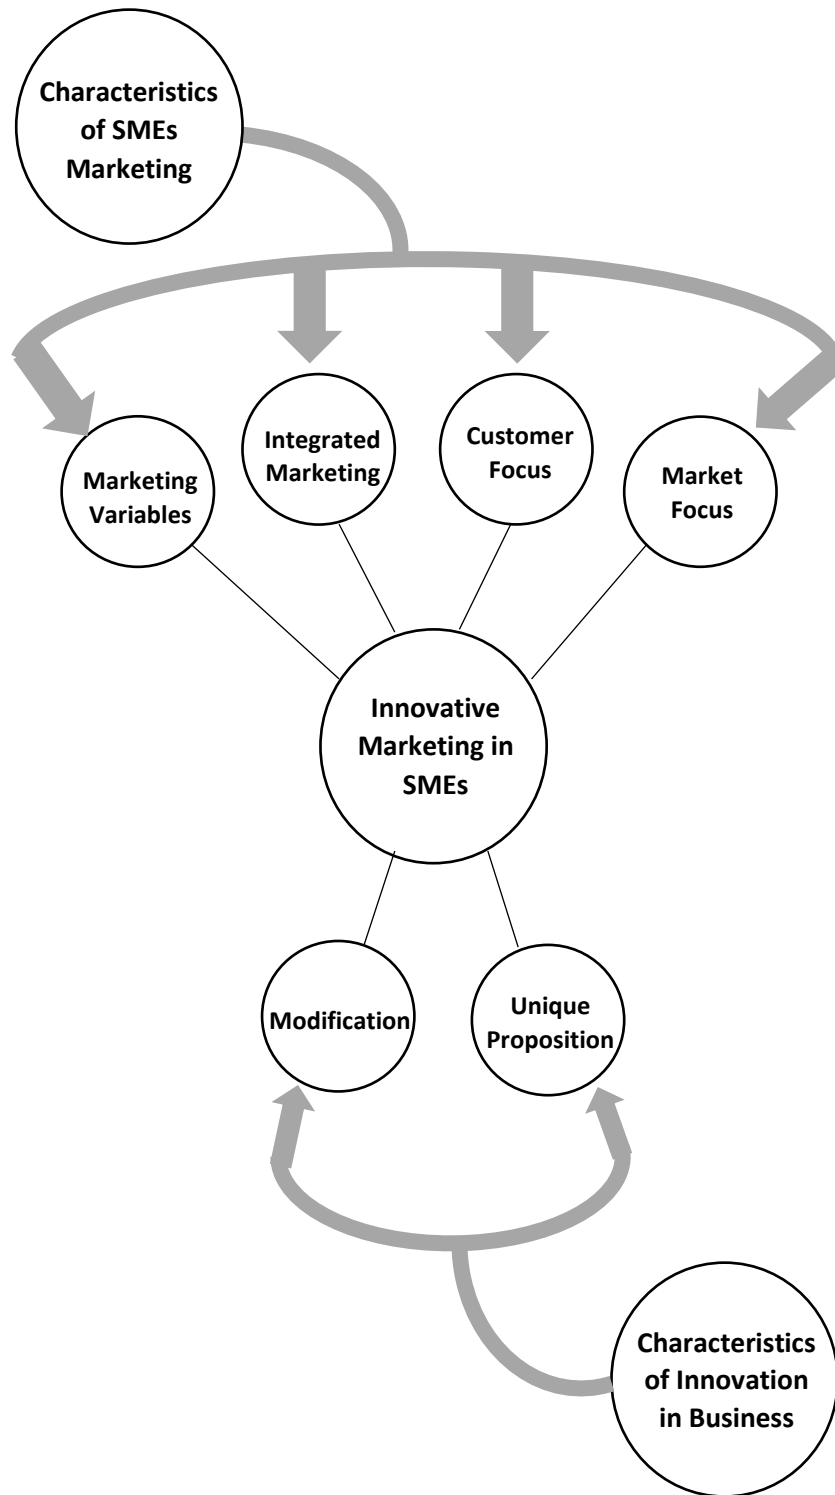 Characteristics
of SMEs
Marketing
Marketing
Variables
Integrated
Marketing
Customer
Focus
Market
Focus
Innovative
Marketing in
SMEs
Modification
Unique
Proposition
Characteristics
of Innovation
in Business